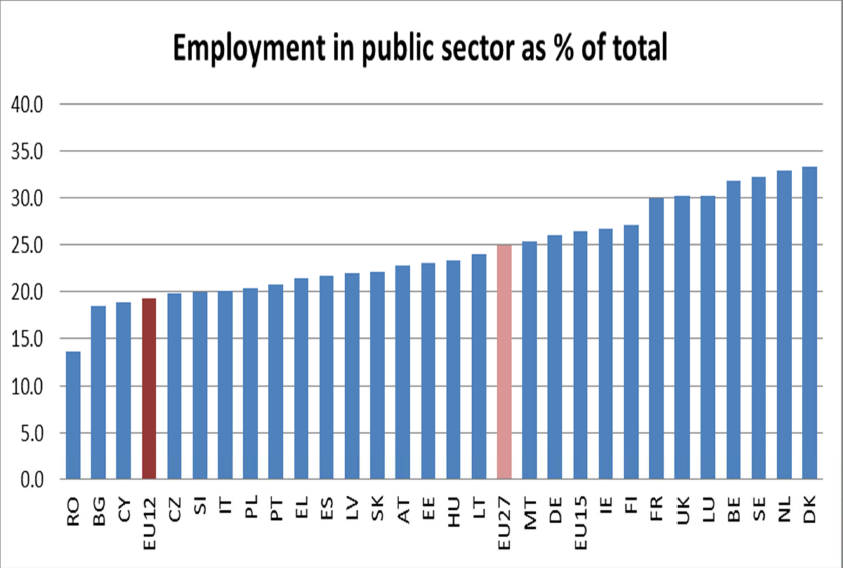 Employment in public sector as % of total
40.0
35.0
30.0
25.0
20.0
15.0
10.0
5.0
0.0
RO
BG
CY
EU12
CZ
SI
IT
PL
PT
EL
ES
LV
SK
AT
EE
HU
LT
EU27
MT
DE
EU15
IE
FI
FR
UK
LU
BE
SE
NL
DK